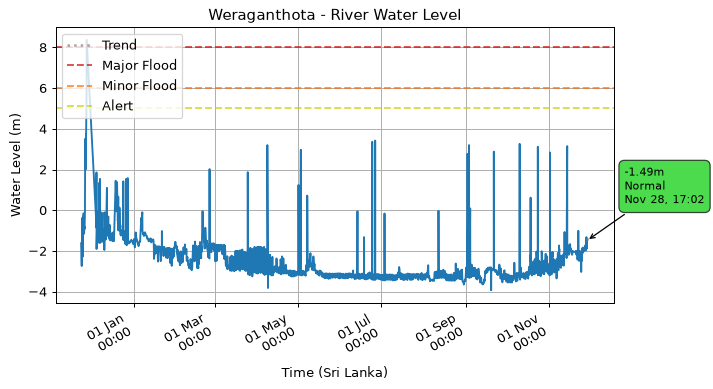 Weraganthota - River Water Level
Water Level (m)
8
6
4
2
0
−2
−4
Trend
Major Flood
Minor Flood
Alert
-1.49m
Normal
Nov 28, 17:02
01 Jan
00:00
01 Mar
00:00
01 May
00:00
01 Jul
00:00
01 Sep
00:00
01 Nov
00:00
Time (Sri Lanka)